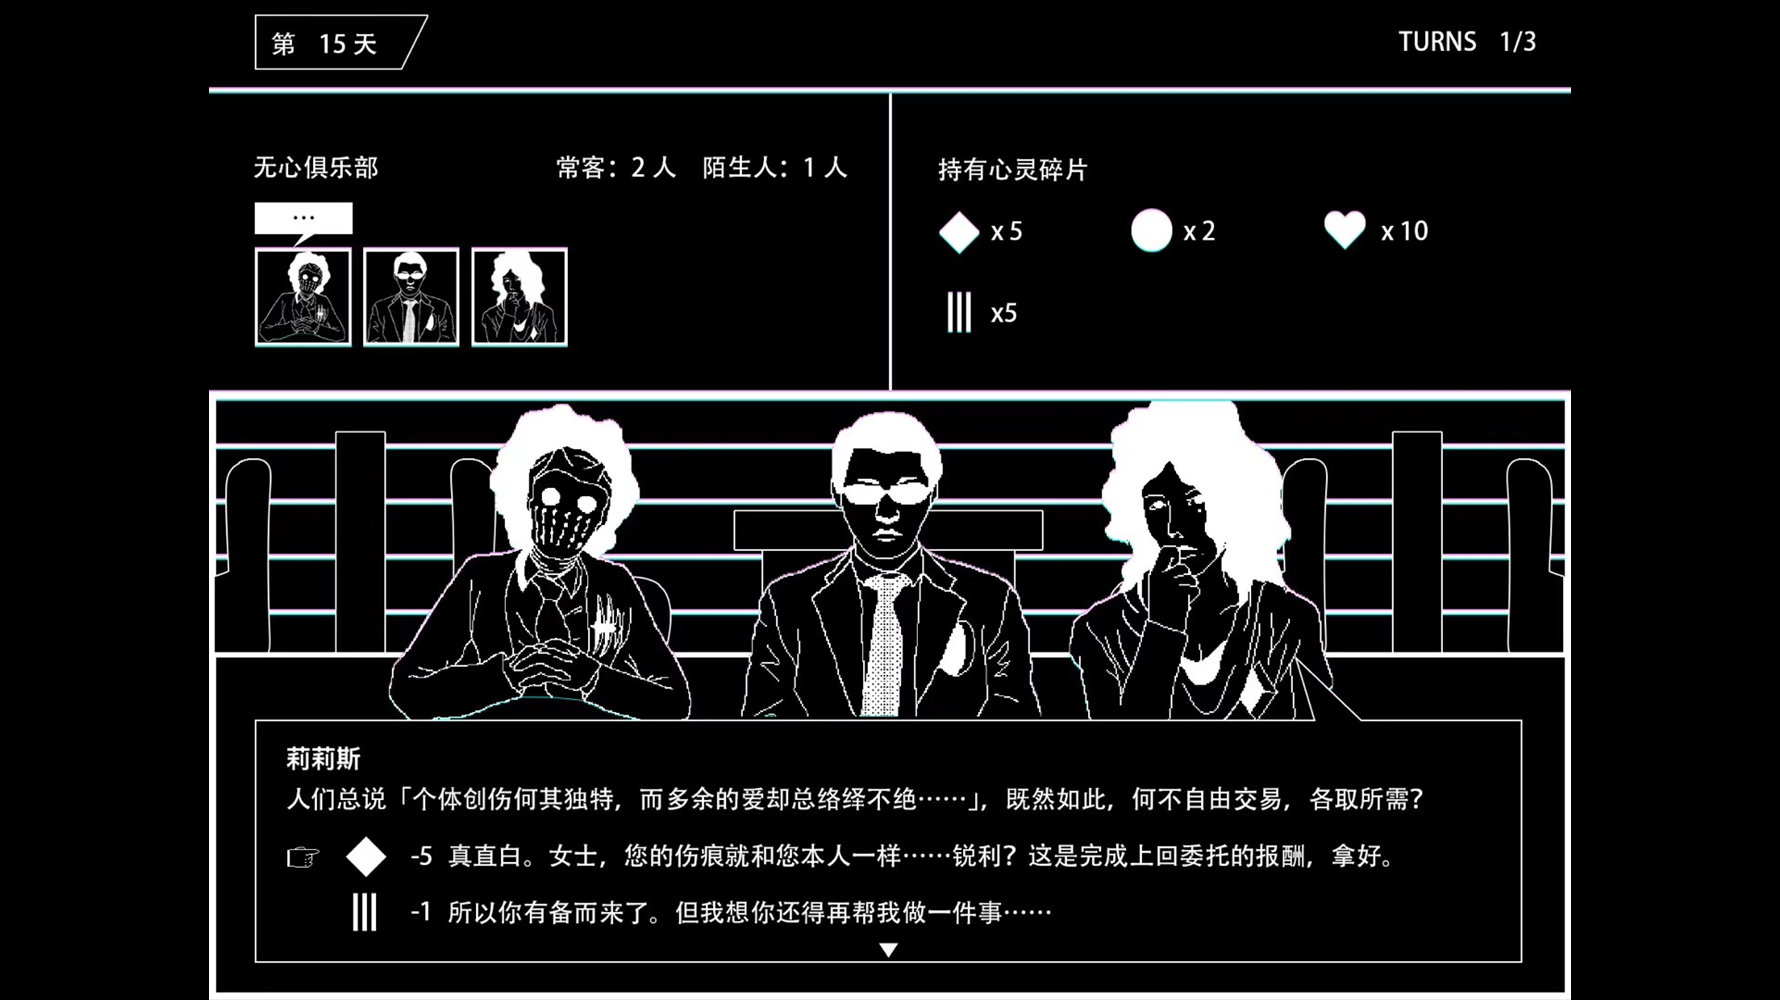 第 15 天
TURNS 1/3
无心俱乐部 常客：2 人 陌生人：1 人
...
持有心灵碎片
x 5 x 2 x 10
x5
莉莉斯
人们总说「个体创伤何其独特，而多余的爱却总络绎不绝……」，既然如此，何不自由交易，各取所需？
-5 真直白。女士，您的伤痕就和您本人一样……锐利？这是完成上回委托的报酬，拿好。
-1 所以你有备而来了。但我想你还得再帮我做一件事……